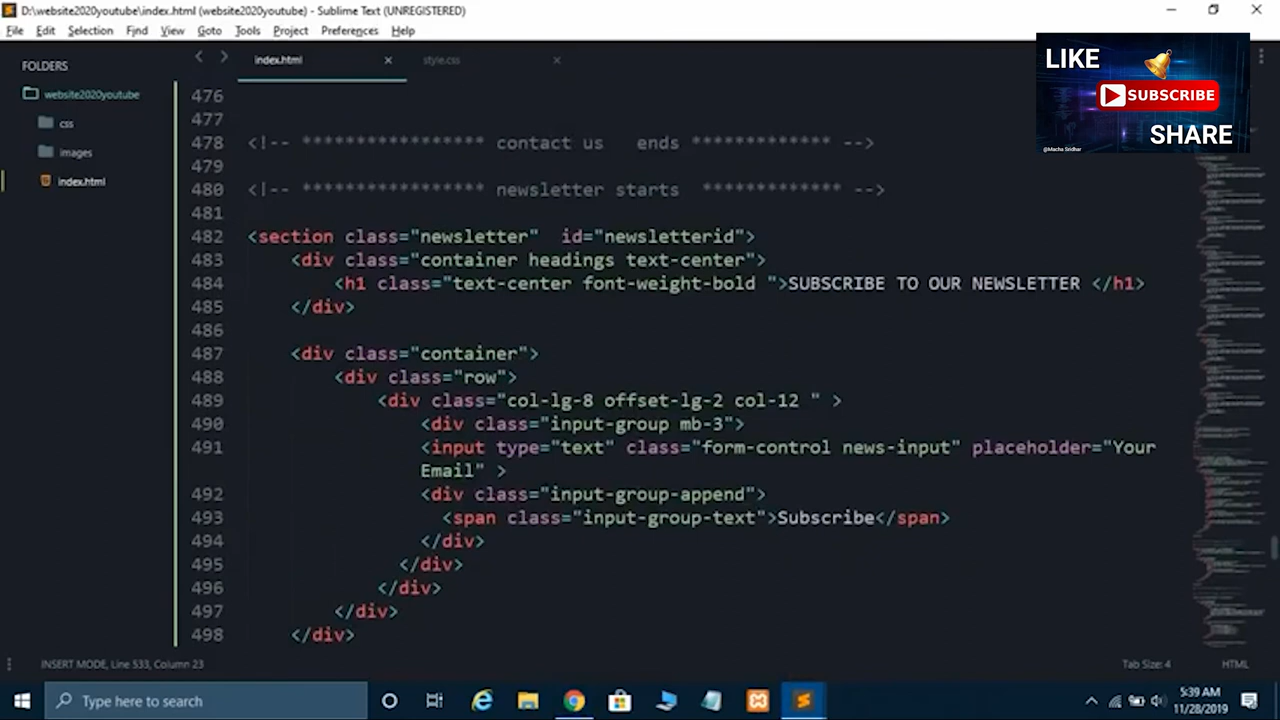 D:\website2020youtube\index.html (website2020youtube) - Sublime Text (UNREGISTERED)
File Edit Selection Find View Goto Tools Project Preferences Help
FOLDERS
website2020youtube
css
images
index.html
index.html × style.css ×
LIKE
SUBSCRIBE
SHARE
@Macha Sridhar
476
477
478 <!-- ***************** contact us   ends ************* -->
479
480 <!-- ***************** newsletter starts  ************* -->
481
482 <section class="newsletter"  id="newsletterid">
483 <div class="container headings text-center">
484 <h1 class="text-center font-weight-bold ">SUBSCRIBE TO OUR NEWSLETTER </h1>
485 </div>
486
487 <div class="container">
488 <div class="row">
489 <div class="col-lg-8 offset-lg-2 col-12 " >
490 <div class="input-group mb-3">
491 <input type="text" class="form-control news-input" placeholder="Your
Email" >
492 <div class="input-group-append">
493 <span class="input-group-text">Subscribe</span>
494 </div>
495 </div>
496 </div>
497 </div>
498 </div>
INSERT MODE, Line 533, Column 23
Tab Size: 4
HTML
Type here to search
5:39 AM
11/28/2019